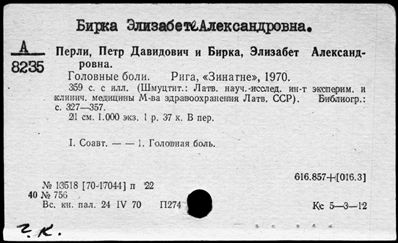 Бирка Элизабет Александровна.
А
8235
Перли, Петр Давидович и Бирка, Элизабет Александ-
ровна.
Головные боли. Рига, «Зинатне», 1970.
359 с. с илл. (Шмуцтит.: Латв. науч.-исслед. ин-т эксперим. и
клинич. медицины М-ва здравоохранения Латв. ССР). Библиогр.:
с. 327—357.
21 см. 1.000 экз. 1 р. 37 к. В пер.
I. Соавт. — — 1. Головная боль.
616.857+[016.3]
№ 13518 [70-17044] п 22
40 № 756
Вс. кн. пал. 24 IV 70 П274 Кс 5—3—12
г. к.